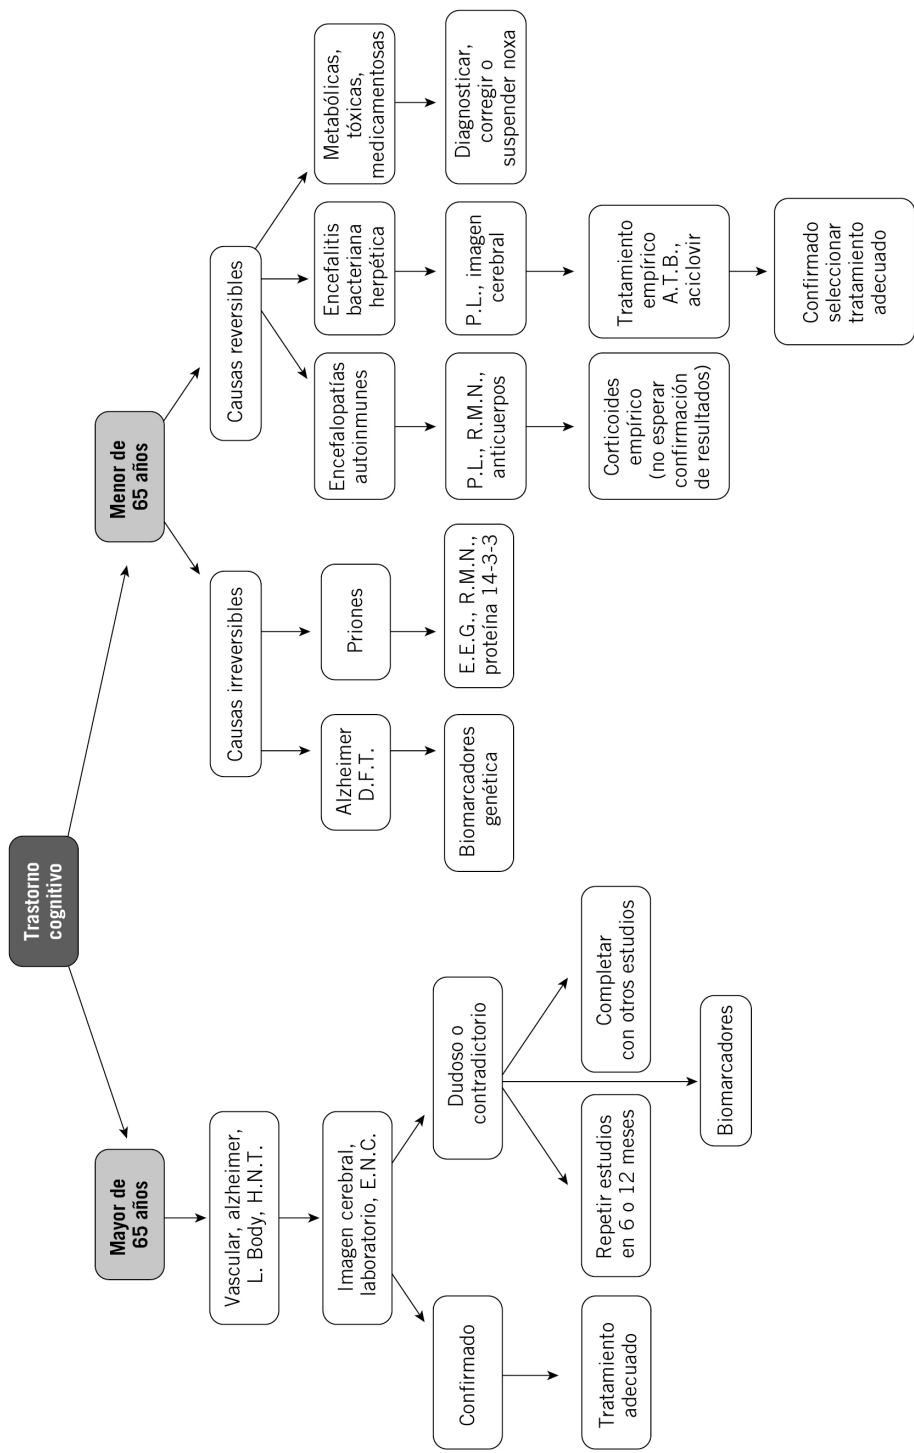 Trastorno
cognitivo
Mayor de
65 años
Menor de
65 años
Vascular, alzheimer,
L. Body, H.N.T.
Imagen cerebral,
laboratorio, E.N.C.
Confirmado
Tratamiento
adecuado
Dudoso o
contradictorio
Repetir estudios
en 6 o 12 meses
Biomarcadores
Completar
con otros estudios
Causas irreversibles
Alzheimer
D.F.T.
Biomarcadores
genética
Priones
E.E.G., R.M.N.,
proteína 14-3-3
Causas reversibles
Encefalopatías
autoinmunes
P.L., R.M.N.,
anticuerpos
Corticoides
empírico
(no esperar
confirmación
de resultados)
Encefalitis
bacteriana
herpética
P.L., imagen
cerebral
Tratamiento
empírico
A.T.B.,
aciclovir
Confirmado
seleccionar
tratamiento
adecuado
Metabólicas,
tóxicas,
medicamentosas
Diagnosticar,
corregir o
suspender noxa